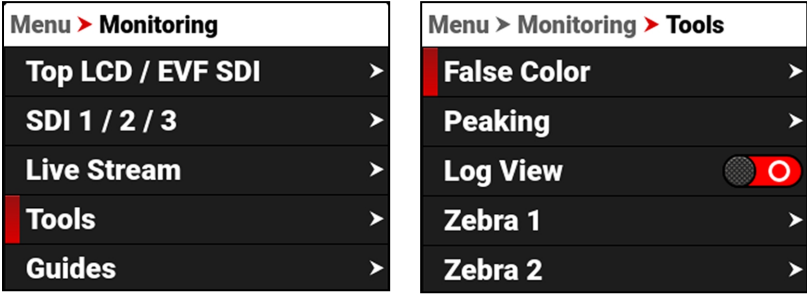 Menu ➤ Monitoring
Top LCD / EVF SDI
SDI 1 / 2 / 3
Live Stream
Tools
Guides
Menu ➤ Monitoring ➤ Tools
False Color
Peaking
Log View
Zebra 1
Zebra 2